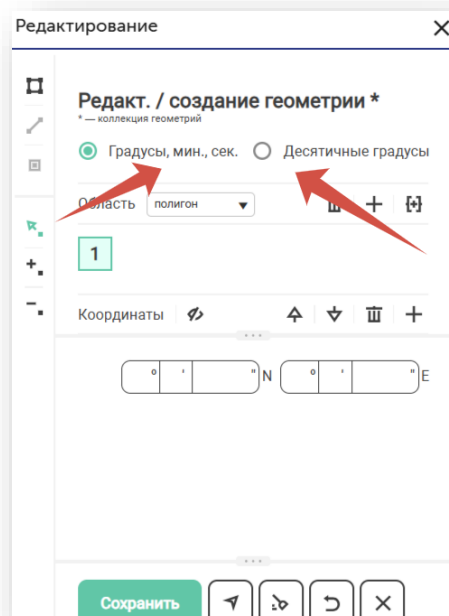 Редактирование
Редакт. / создание геометрии *
* — коллекция геометрий
Градусы, мин., сек. Десятичные градусы
Область полигон
1
Координаты
° ' " N ° ' " E
Сохранить